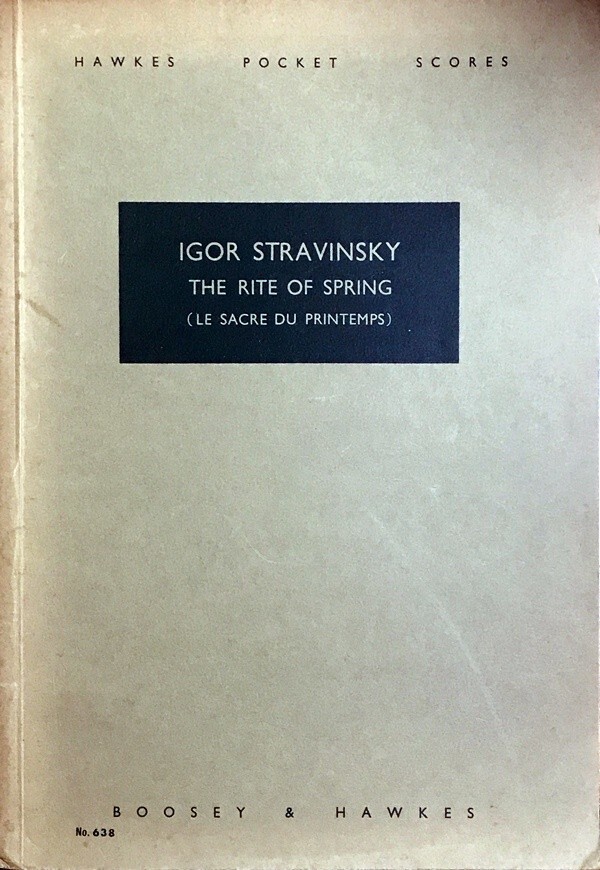 HAWKES POCKET SCORES
IGOR STRAVINSKY
THE RITE OF SPRING
(LE SACRE DU PRINTEMPS)
BOOSEY & HAWKES
No. 638